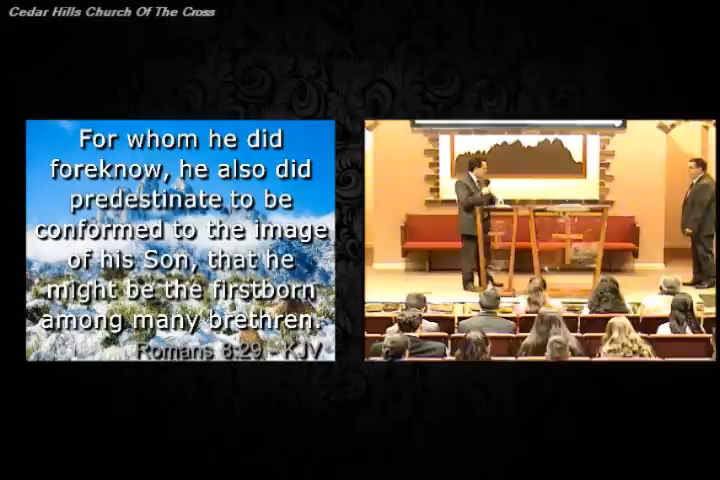 Cedar Hills Church Of The Cross
For whom he did
foreknow, he also did
predestinate to be
conformed to the image
of his Son, that he
might be the firstborn
among many brethren.
Romans 8:29 - KJV